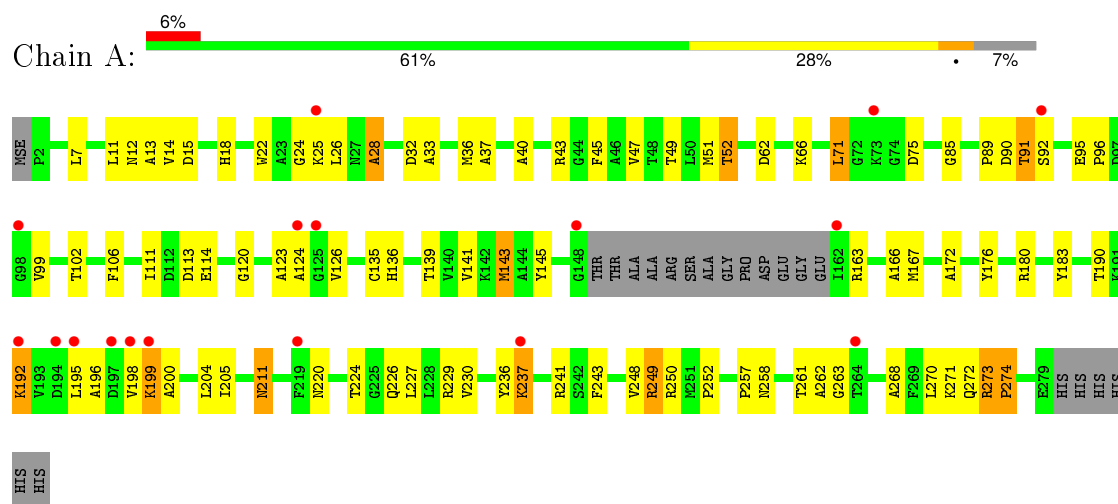 6%
Chain A:
61% 28% • 7%
MSE P2 L7 L11 N12 A13 V14 D15 H18 W22 A23 G24 K25 L26 N27 A28 D32 A33 M36 A37 A40 R43 G44 F45 A46 V47 T48 T49 L50 M51 T52 D62 K66 L71 G72 K73 G74 D75 G85 P89 D90 T91 S92 E95 P96 D97
G98 V99 T102 F106 I111 D112 D113 E114 G120 A123 A124 G125 V126 C135 H136 T139 V140 V141 K142 M143 A144 Y145 G148 THR THR ALA ALA ARG SER ALA GLY PRO ASP GLU GLY GLU I162 R163 A166 M167 A172 Y176 R180 Y183 T190 K191
K192 V193 D194 L195 A196 D197 V198 K199 A200 L204 I205 N211 F219 N220 T224 G225 Q226 L227 L228 R229 V230 Y236 K237 R241 S242 F243 V248 R249 R250 M251 P252 P257 N258 T261 A262 G263 T264 A268 F269 L270 K271 Q272 R273 P274 E279 HIS HIS HIS HIS
HIS HIS